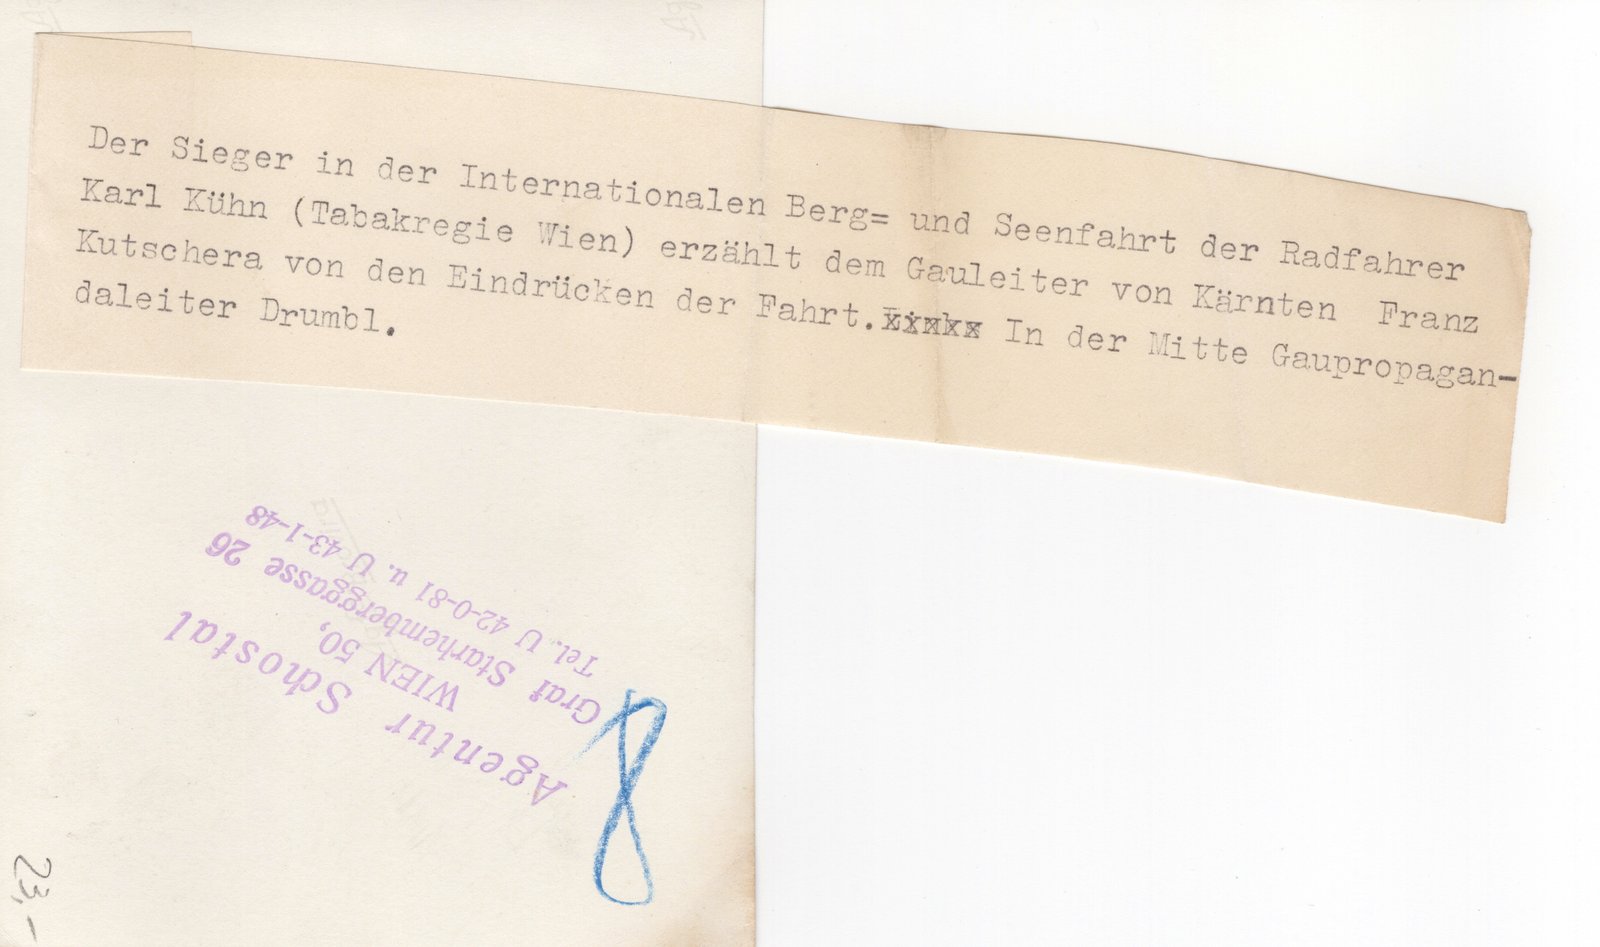 Der Sieger in der Internationalen Berg= und Seenfahrt der Radfahrer
Karl Kühn (Tabakregie Wien) erzählt dem Gauleiter von Kärnten Franz
Kutschera von den Eindrücken der Fahrt. In der Mitte Gaupropagan-
daleiter Drumbl.
Agentur Schostal
WIEN 50,
Graf Starhemberggasse 26
Tel. U 42-0-81 u. U 43-1-48
8
23,-